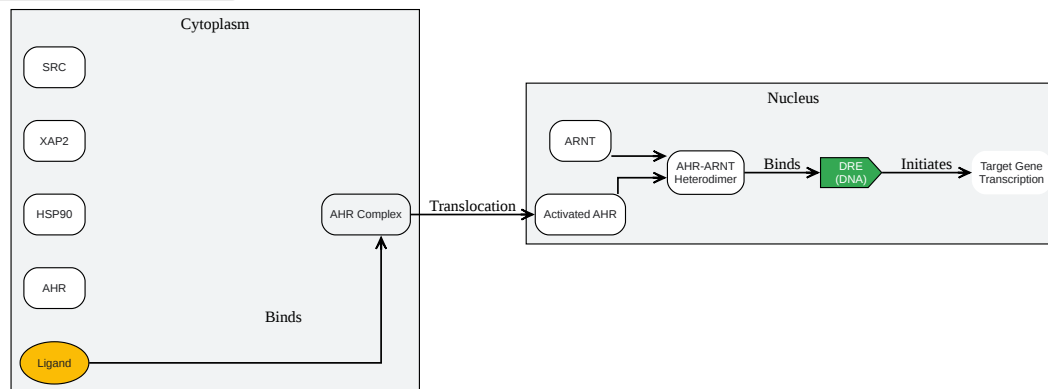 Cytoplasm
SRC
XAP2
HSP90
AHR
Ligand
Binds
AHR Complex
Translocation
Nucleus
ARNT
Activated AHR
AHR-ARNT
Heterodimer
Binds
DRE
(DNA)
Initiates
Target Gene
Transcription